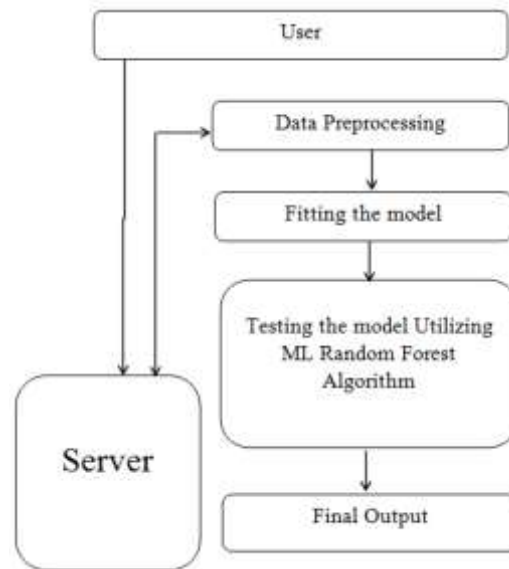 User
Data Preprocessing
Fitting the model
Testing the model Utilizing
ML Random Forest
Algorithm
Server
Final Output